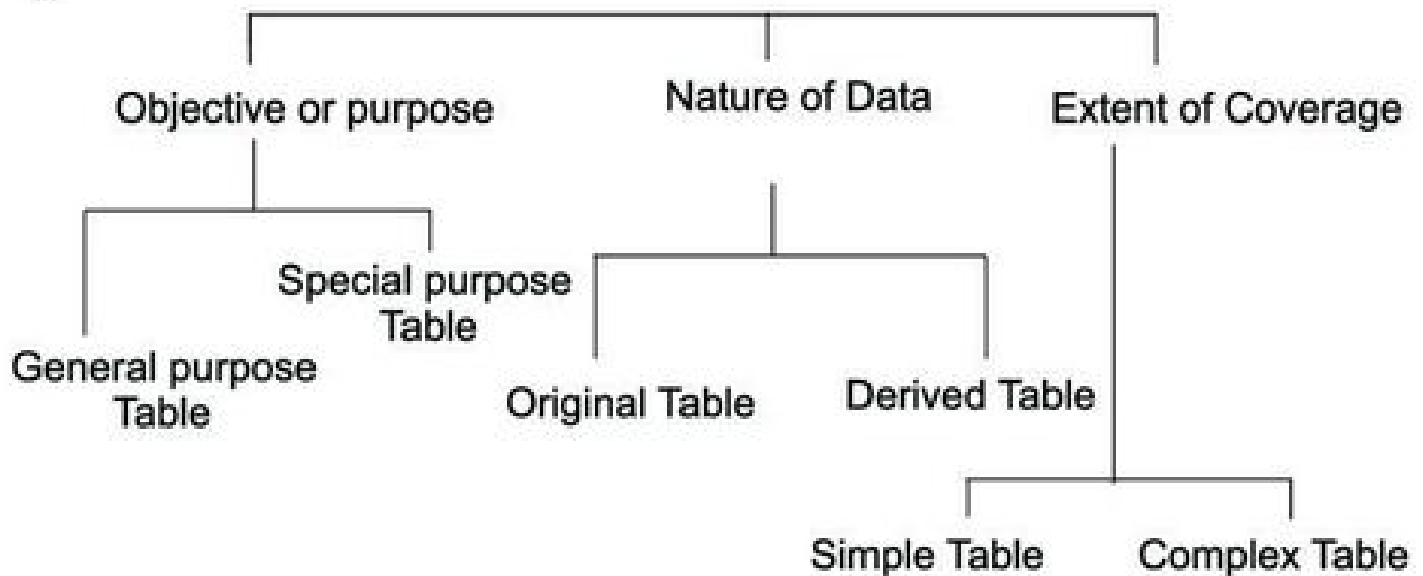 Objective or purpose
Nature of Data
Extent of Coverage
Special purpose
Table
General purpose
Table
Original Table
Derived Table
Simple Table
Complex Table